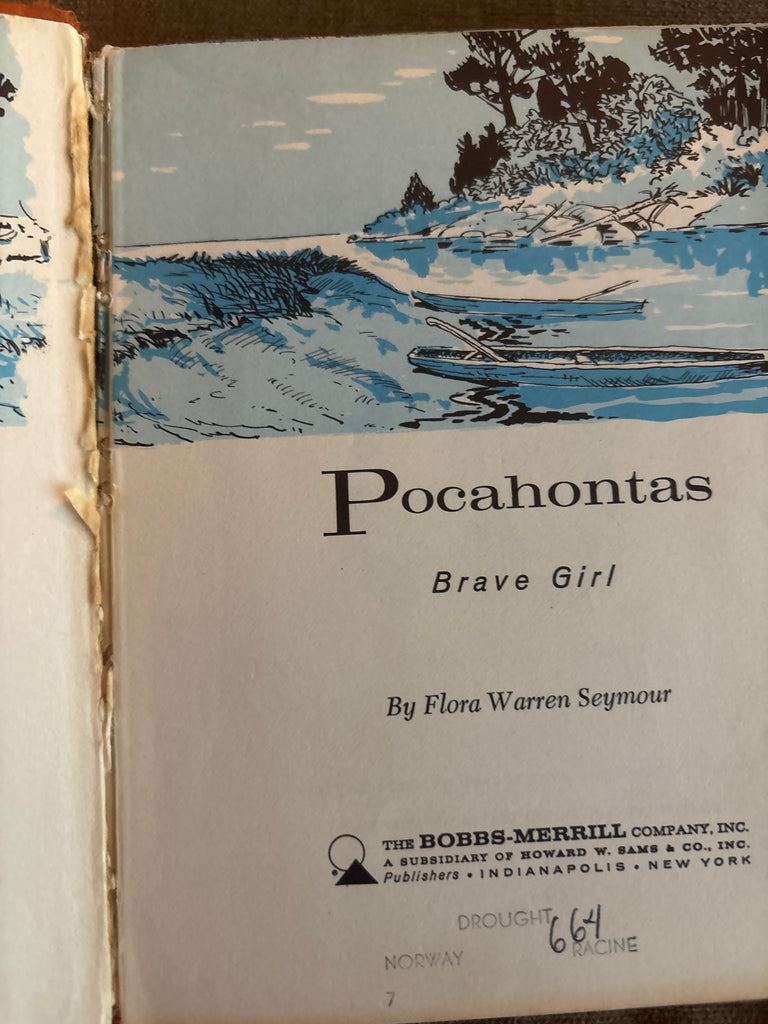 Pocahontas
Brave Girl
By Flora Warren Seymour
THE BOBBS-MERRILL COMPANY, INC.
A SUBSIDIARY OF HOWARD W. SAMS & CO., INC.
Publishers • INDIANAPOLIS • NEW YORK
DROUGHT 664
NORWAY RACINE
7